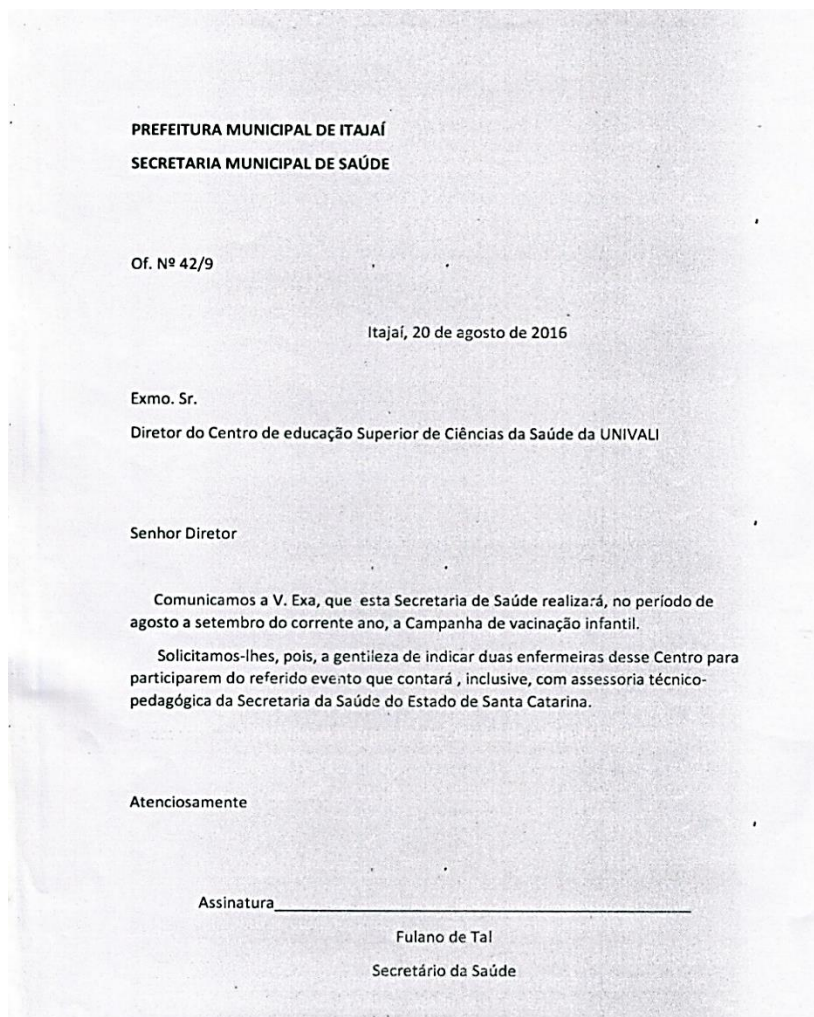 PREFEITURA MUNICIPAL DE ITAJAÍ
SECRETARIA MUNICIPAL DE SAÚDE
Of. Nº 42/9
Itajaí, 20 de agosto de 2016
Exmo. Sr.
Diretor do Centro de educação Superior de Ciências da Saúde da UNIVALI
Senhor Diretor
Comunicamos a V. Exa, que esta Secretaria de Saúde realizará, no período de
agosto a setembro do corrente ano, a Campanha de vacinação infantil.
Solicitamos-lhes, pois, a gentileza de indicar duas enfermeiras desse Centro para
participarem do referido evento que contará , inclusive, com assessoria técnico-
pedagógica da Secretaria da Saúde do Estado de Santa Catarina.
Atenciosamente
Assinatura
Fulano de Tal
Secretário da Saúde